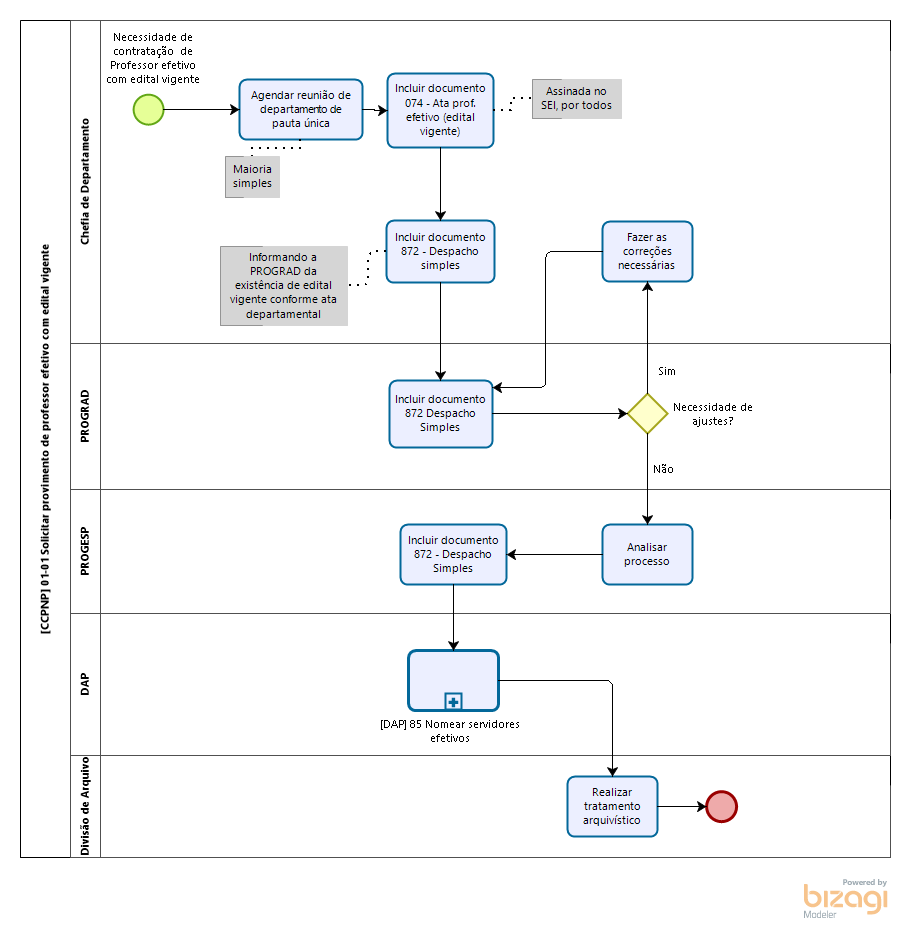 [CCPNP] 01-01 Solicitar provimento de professor efetivo com edital vigente
Chefia de Departamento
Necessidade de
contratação de
Professor efetivo
com edital vigente
Agendar reunião de
departamento de
pauta única
Maioria
simples
Incluir documento
074 - Ata prof.
efetivo (edital
vigente)
Assinada no
SEI, por todos
Incluir documento
872 - Despacho
simples
Informando a
PROGRAD da
existência de edital
vigente conforme ata
departamental
Fazer as
correções
necessárias
PROGRAD
Incluir documento
872 Despacho
Simples
Sim
Necessidade de
ajustes?
Não
PROGESP
Incluir documento
872 - Despacho
Simples
Analisar
processo
DAP
[DAP] 85 Nomear servidores
efetivos
Divisão de Arquivo
Realizar
tratamento
arquivístico
Powered by
bizagi
Modeler